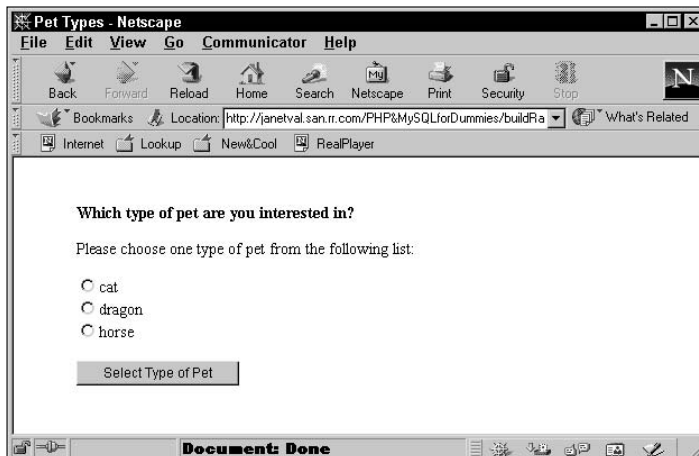 Pet Types - Netscape
File Edit View Go Communicator Help
Back Forward Reload Home Search Netscape Print Security Stop
My
N
Bookmarks Location: http://janetval.san.rr.com/PHP&MySQLforDummies/buildRa What's Related
Internet Lookup New&Cool RealPlayer
Which type of pet are you interested in?
Please choose one type of pet from the following list:
cat
dragon
horse
Select Type of Pet
Document: Done